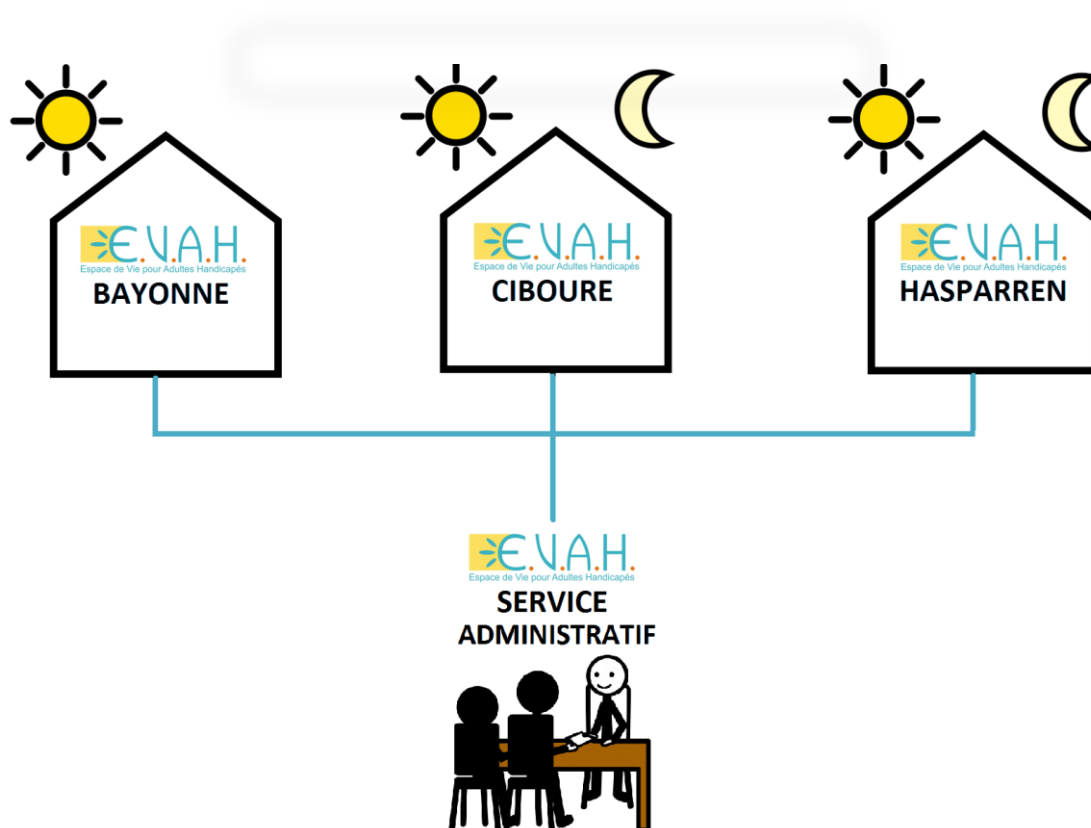 E.V.A.H.
Espace de Vie pour Adultes Handicapés
BAYONNE
E.V.A.H.
Espace de Vie pour Adultes Handicapés
CIBOURE
E.V.A.H.
Espace de Vie pour Adultes Handicapés
HASPARREN
E.V.A.H.
Espace de Vie pour Adultes Handicapés
SERVICE
ADMINISTRATIF